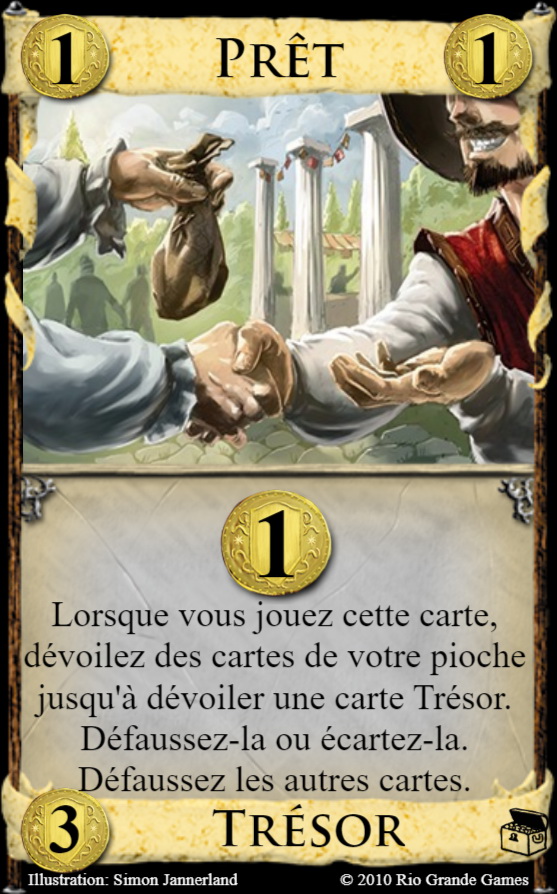 1 Prêt 1
1
Lorsque vous jouez cette carte,
dévoilez des cartes de votre pioche
jusqu'à dévoiler une carte Trésor.
Défaussez-la ou écartez-la.
Défaussez les autres cartes.
3 Trésor
Illustration: Simon Jannerland © 2010 Rio Grande Games